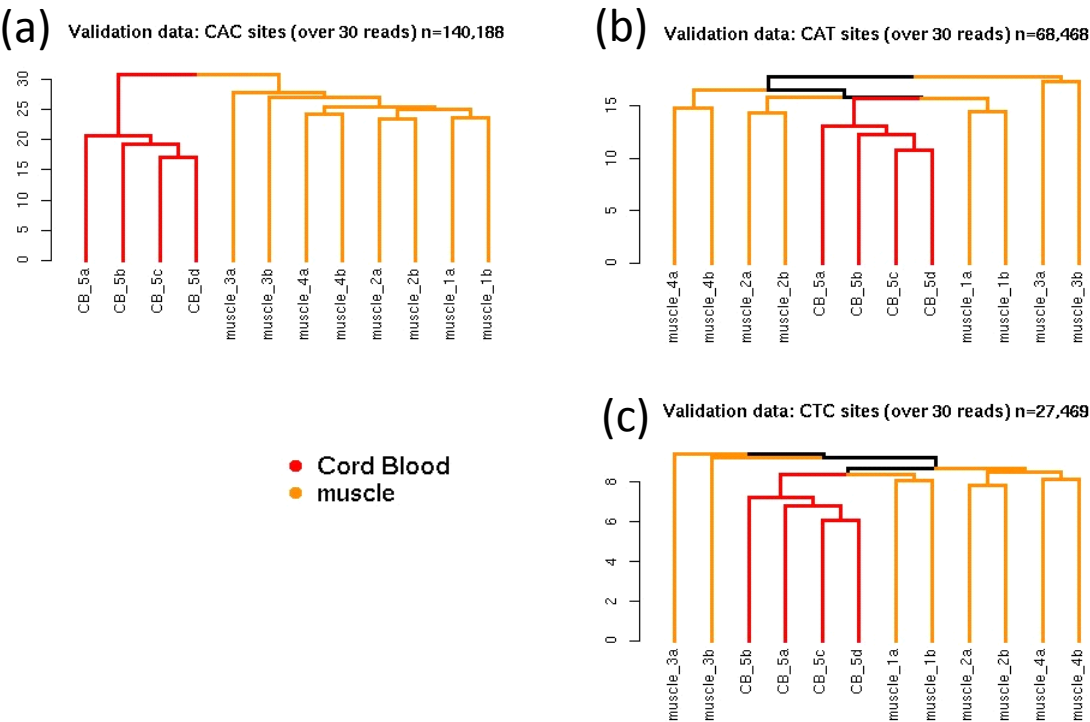 (a) Validation data: CAC sites (over 30 reads) n=140,188
30
25
20
15
10
5
0
CB_5a
CB_5b
CB_5c
CB_5d
muscle_3a
muscle_3b
muscle_4a
muscle_4b
muscle_2a
muscle_2b
muscle_1a
muscle_1b
(b) Validation data: CAT sites (over 30 reads) n=68,468
15
10
5
0
muscle_4a
muscle_4b
muscle_2a
muscle_2b
CB_5a
CB_5b
CB_5c
CB_5d
muscle_1a
muscle_1b
muscle_3a
muscle_3b
Cord Blood
muscle
(c) Validation data: CTC sites (over 30 reads) n=27,469
8
6
4
2
0
muscle_3a
muscle_3b
CB_5b
CB_5a
CB_5c
CB_5d
muscle_1a
muscle_1b
muscle_2a
muscle_2b
muscle_4a
muscle_4b